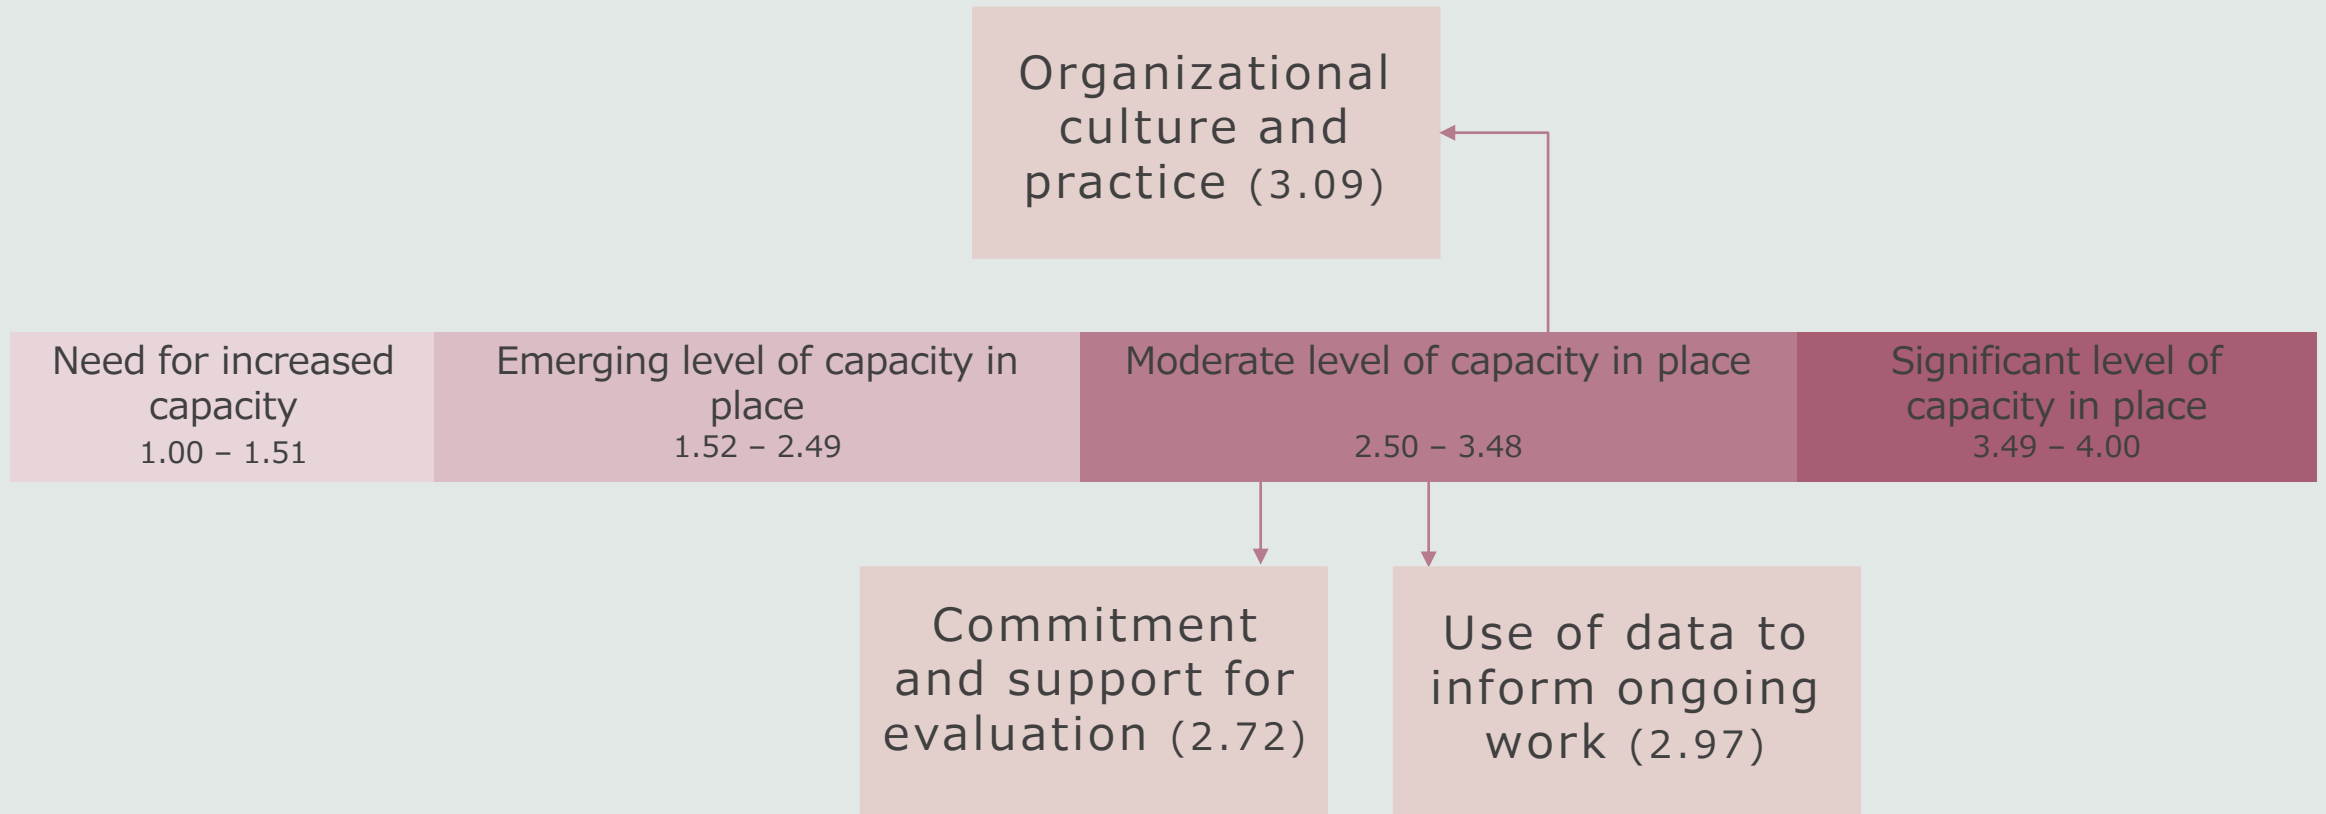 Organizational
culture and
practice (3.09)
Need for increased
capacity
1.00 – 1.51
Emerging level of capacity in
place
1.52 – 2.49
Moderate level of capacity in place
2.50 – 3.48
Significant level of
capacity in place
3.49 – 4.00
Commitment
and support for
evaluation (2.72)
Use of data to
inform ongoing
work (2.97)